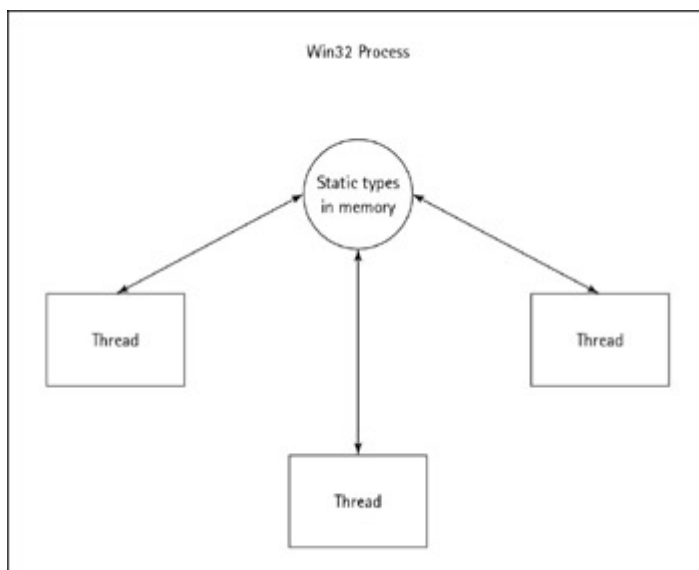 Win32 Process
Static types
in memory
Thread
Thread
Thread